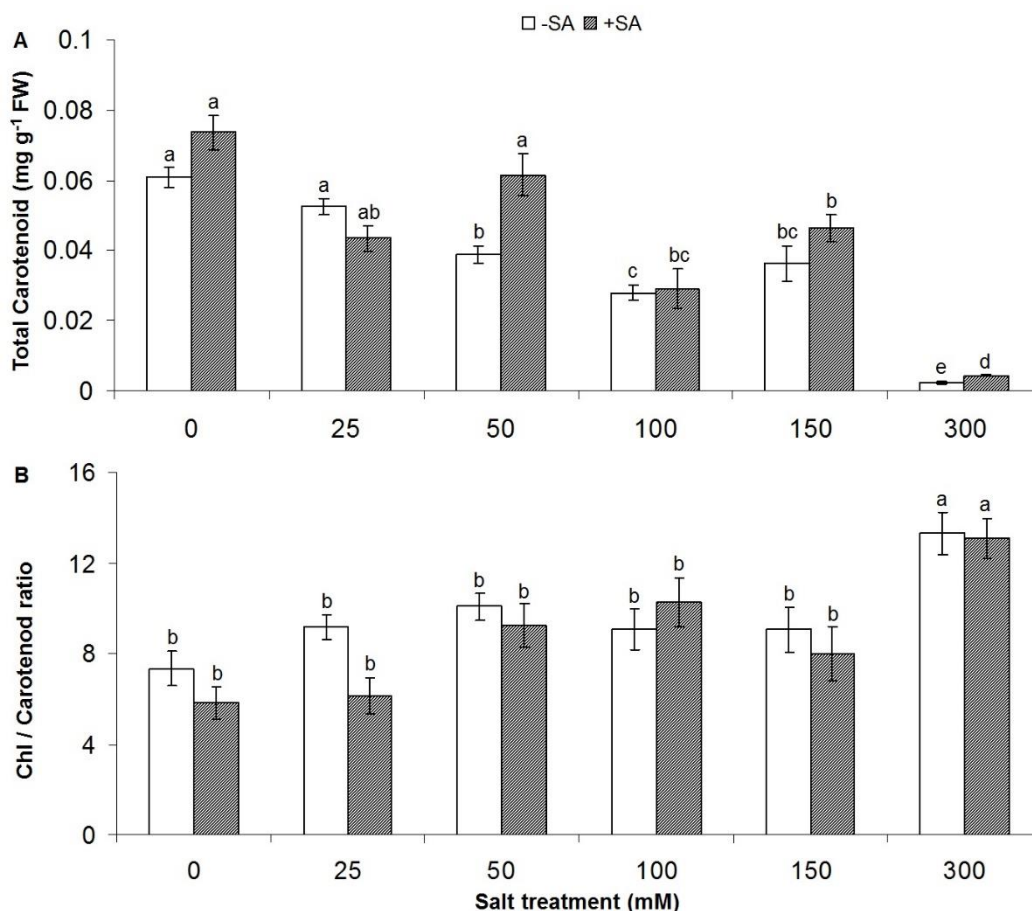 -SA +SA
A
Total Carotenoid (mg g-1 FW)
0.1
0.08
0.06
0.04
0.02
0
a a
a ab
b a
c bc
bc b
e d
0 25 50 100 150 300
B
Chl / Carotenod ratio
16
12
8
4
0
b b
b b
b b
b b
b b
a a
0 25 50 100 150 300
Salt treatment (mM)